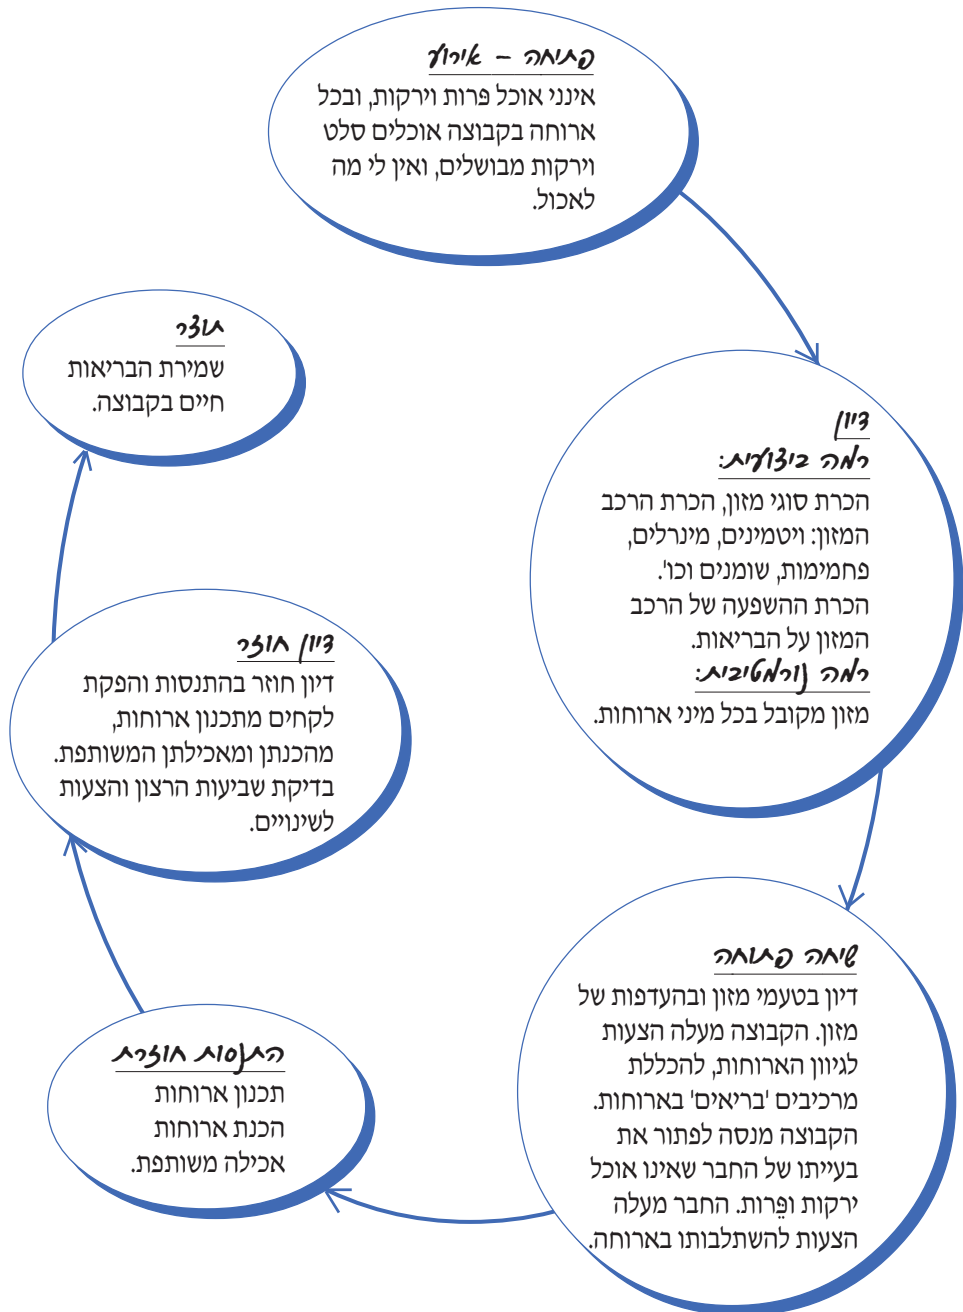 פתיחה – אירוע
אינני אוכל פֵּרות וירקות, ובכל
ארוחה בקבוצה אוכלים סלט
וירקות מבושלים, ואין לי מה
לאכול.
דיון
רמה ביצועית:
הכרת סוגי מזון, הכרת הרכב
המזון: ויטמינים, מינרלים,
פחמימות, שומנים וכו'.
הכרת ההשפעה של הרכב
המזון על הבריאות.
רמה נורמטיבית:
מזון מקובל בכל מיני ארוחות.
שיחה פתוחה
דיון בטעמי מזון ובהעדפות של
מזון. הקבוצה מעלה הצעות
לגיוון הארוחות, להכללת
מרכיבים 'בריאים' בארוחות.
הקבוצה מנסה לפתור את
בעייתו של החבר שאינו אוכל
ירקות ופֵּרות. החבר מעלה
הצעות להשתלבותו בארוחה.
התנסות חוזרת
תכנון ארוחות
הכנת ארוחות
אכילה משותפת.
דיון חוזר
דיון חוזר בהתנסות והפקת
לקחים מתכנון ארוחות,
מהכנתן ומאכילתן המשותפת.
בדיקת שביעות הרצון והצעות
לשינויים.
תוצר
שמירת הבריאות
חיים בקבוצה.